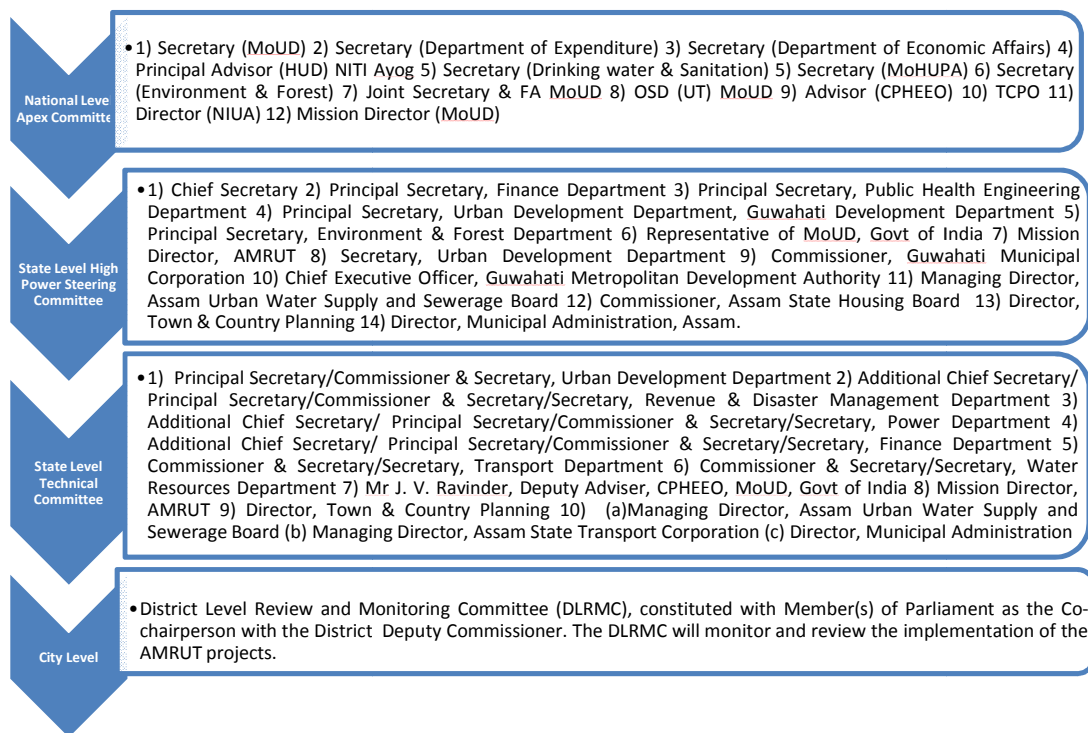 National Level
Apex Committe
•1) Secretary (MoUD) 2) Secretary (Department of Expenditure) 3) Secretary (Department of Economic Affairs) 4)
Principal Advisor (HUD) NITI Ayog 5) Secretary (Drinking water & Sanitation) 5) Secretary (MoHUPA) 6) Secretary
(Environment & Forest) 7) Joint Secretary & FA MoUD 8) OSD (UT) MoUD 9) Advisor (CPHEEO) 10) TCPO 11)
Director (NIUA) 12) Mission Director (MoUD)
State Level High
Power Steering
Committee
•1) Chief Secretary 2) Principal Secretary, Finance Department 3) Principal Secretary, Public Health Engineering
Department 4) Principal Secretary, Urban Development Department, Guwahati Development Department 5)
Principal Secretary, Environment & Forest Department 6) Representative of MoUD, Govt of India 7) Mission
Director, AMRUT 8) Secretary, Urban Development Department 9) Commissioner, Guwahati Municipal
Corporation 10) Chief Executive Officer, Guwahati Metropolitan Development Authority 11) Managing Director,
Assam Urban Water Supply and Sewerage Board 12) Commissioner, Assam State Housing Board 13) Director,
Town & Country Planning 14) Director, Municipal Administration, Assam.
State Level
Technical
Committee
•1) Principal Secretary/Commissioner & Secretary, Urban Development Department 2) Additional Chief Secretary/
Principal Secretary/Commissioner & Secretary/Secretary, Revenue & Disaster Management Department 3)
Additional Chief Secretary/ Principal Secretary/Commissioner & Secretary/Secretary, Power Department 4)
Additional Chief Secretary/ Principal Secretary/Commissioner & Secretary/Secretary, Finance Department 5)
Commissioner & Secretary/Secretary, Transport Department 6) Commissioner & Secretary/Secretary, Water
Resources Department 7) Mr J. V. Ravinder, Deputy Adviser, CPHEEO, MoUD, Govt of India 8) Mission Director,
AMRUT 9) Director, Town & Country Planning 10) (a)Managing Director, Assam Urban Water Supply and
Sewerage Board (b) Managing Director, Assam State Transport Corporation (c) Director, Municipal Administration
City Level
•District Level Review and Monitoring Committee (DLRMC), constituted with Member(s) of Parliament as the Co-
chairperson with the District Deputy Commissioner. The DLRMC will monitor and review the implementation of the
AMRUT projects.